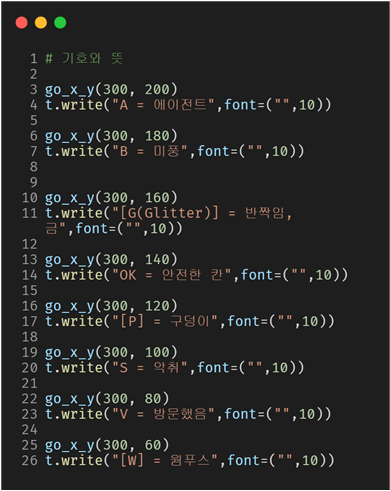 1 # 기호와 뜻
2
3 go_x_y(300, 200)
4 t.write("A = 에이전트",font=("",10))
5
6 go_x_y(300, 180)
7 t.write("B = 미풍",font=("",10))
8
9
10 go_x_y(300, 160)
11 t.write("[G(Glitter)] = 반짝임,
금",font=("",10))
12
13 go_x_y(300, 140)
14 t.write("OK = 안전한 칸",font=("",10))
15
16 go_x_y(300, 120)
17 t.write("[P] = 구덩이",font=("",10))
18
19 go_x_y(300, 100)
20 t.write("S = 악취",font=("",10))
21
22 go_x_y(300, 80)
23 t.write("V = 방문했음",font=("",10))
24
25 go_x_y(300, 60)
26 t.write("[W] = 웜푸스",font=("",10))